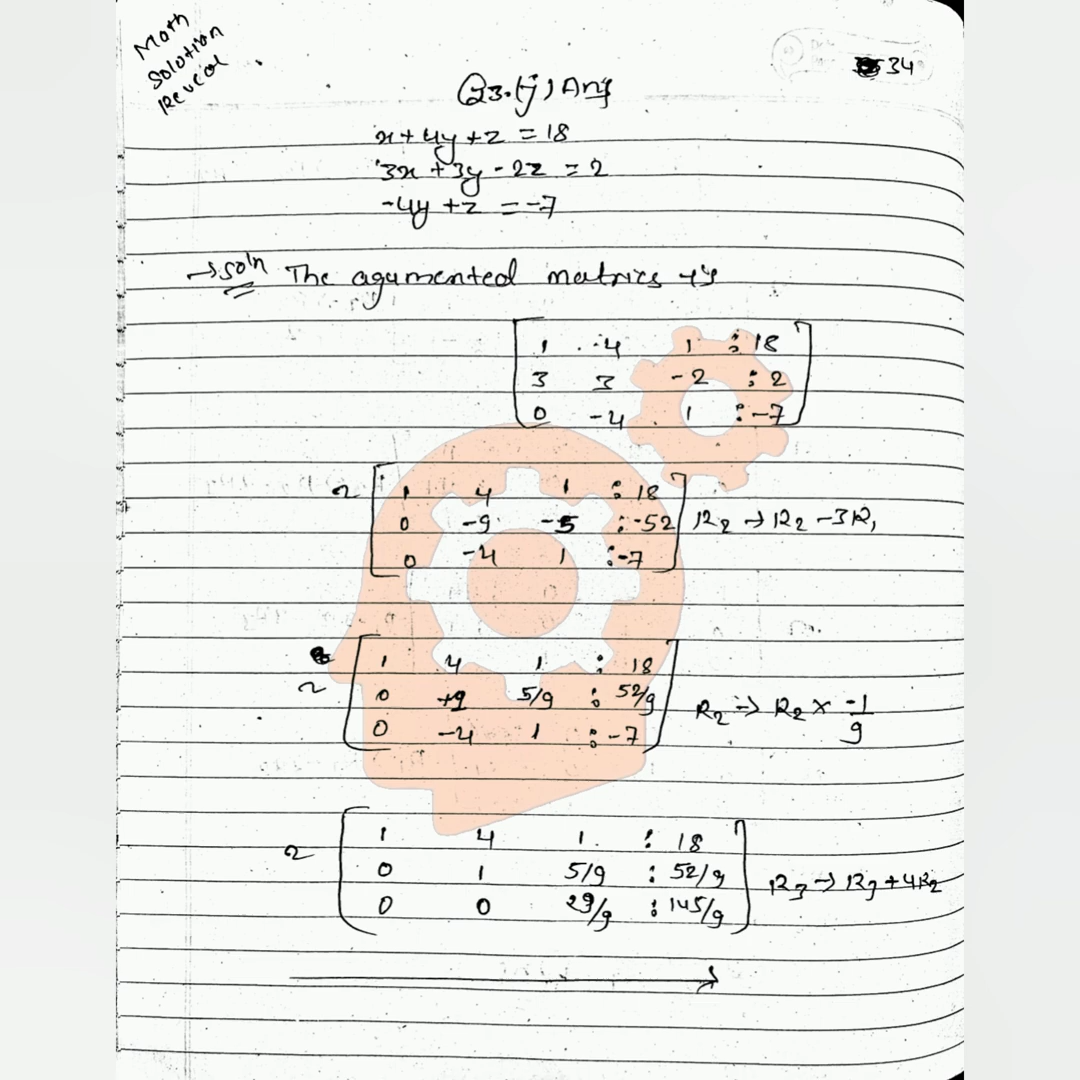 Math
Solution
Reveal
34
Q3.(j) Ans
x + 4y + z = 18
3x + 3y - 2z = 2
-4y + z = -7
→ soln The agumented matrics is
1 4 1 : 18
3 3 -2 : 2
0 -4 1 : -7
~ 1 4 1 : 18
0 -9 -5 : -52 R2 → R2 - 3R1
0 -4 1 : -7
1 4 1 : 18
~ 0 +9 5/9 : 52/9 R2 → R2 × -1/9
0 -4 1 : -7
~ 1 4 1 : 18
0 1 5/9 : 52/9 R3 → R3 + 4R2
0 0 29/9 : 145/9